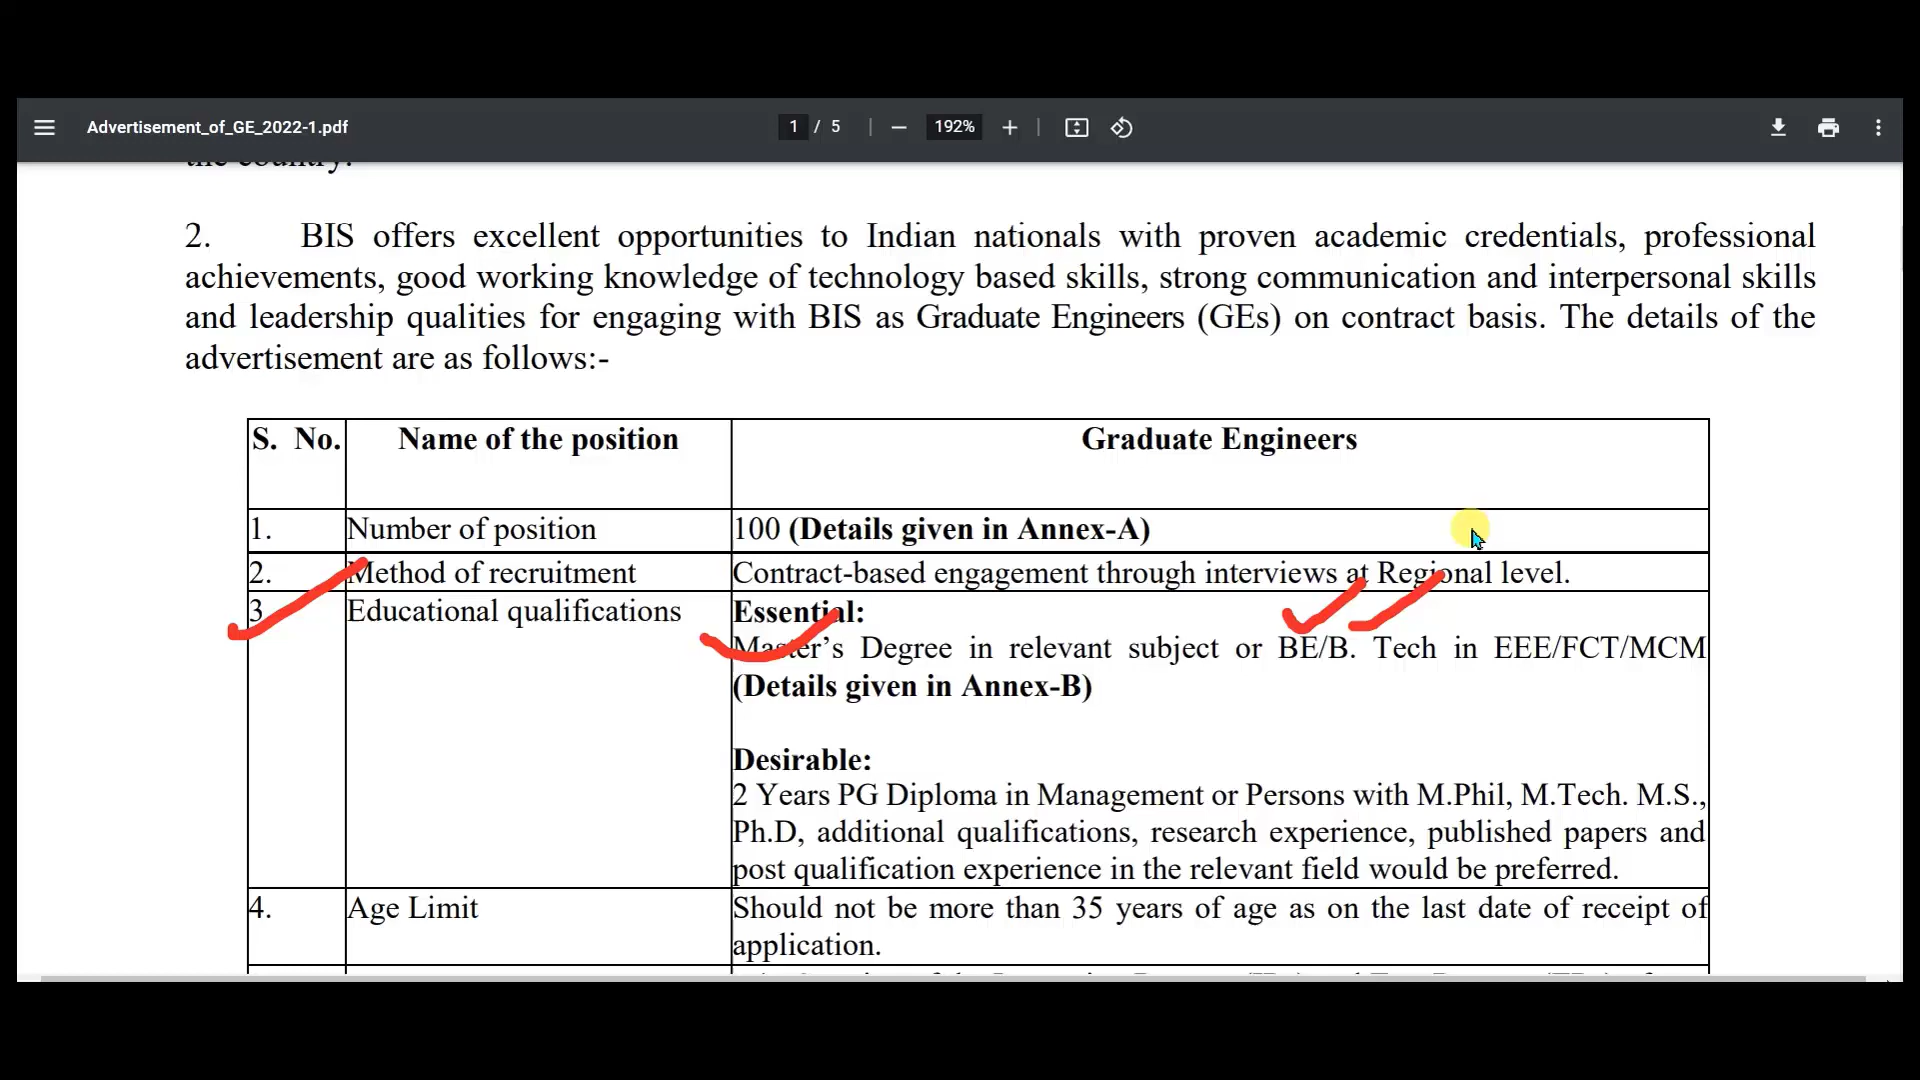 Advertisement_of_GE_2022-1.pdf
1 / 5
192%
the country.
2. BIS offers excellent opportunities to Indian nationals with proven academic credentials, professional
achievements, good working knowledge of technology based skills, strong communication and interpersonal skills
and leadership qualities for engaging with BIS as Graduate Engineers (GEs) on contract basis. The details of the
advertisement are as follows:-
S. No. Name of the position Graduate Engineers
1. Number of position 100 (Details given in Annex-A)
2. Method of recruitment Contract-based engagement through interviews at Regional level.
3 Educational qualifications Essential:
Master’s Degree in relevant subject or BE/B. Tech in EEE/FCT/MCM
(Details given in Annex-B)
Desirable:
2 Years PG Diploma in Management or Persons with M.Phil, M.Tech. M.S.,
Ph.D, additional qualifications, research experience, published papers and
post qualification experience in the relevant field would be preferred.
4. Age Limit Should not be more than 35 years of age as on the last date of receipt of
application.